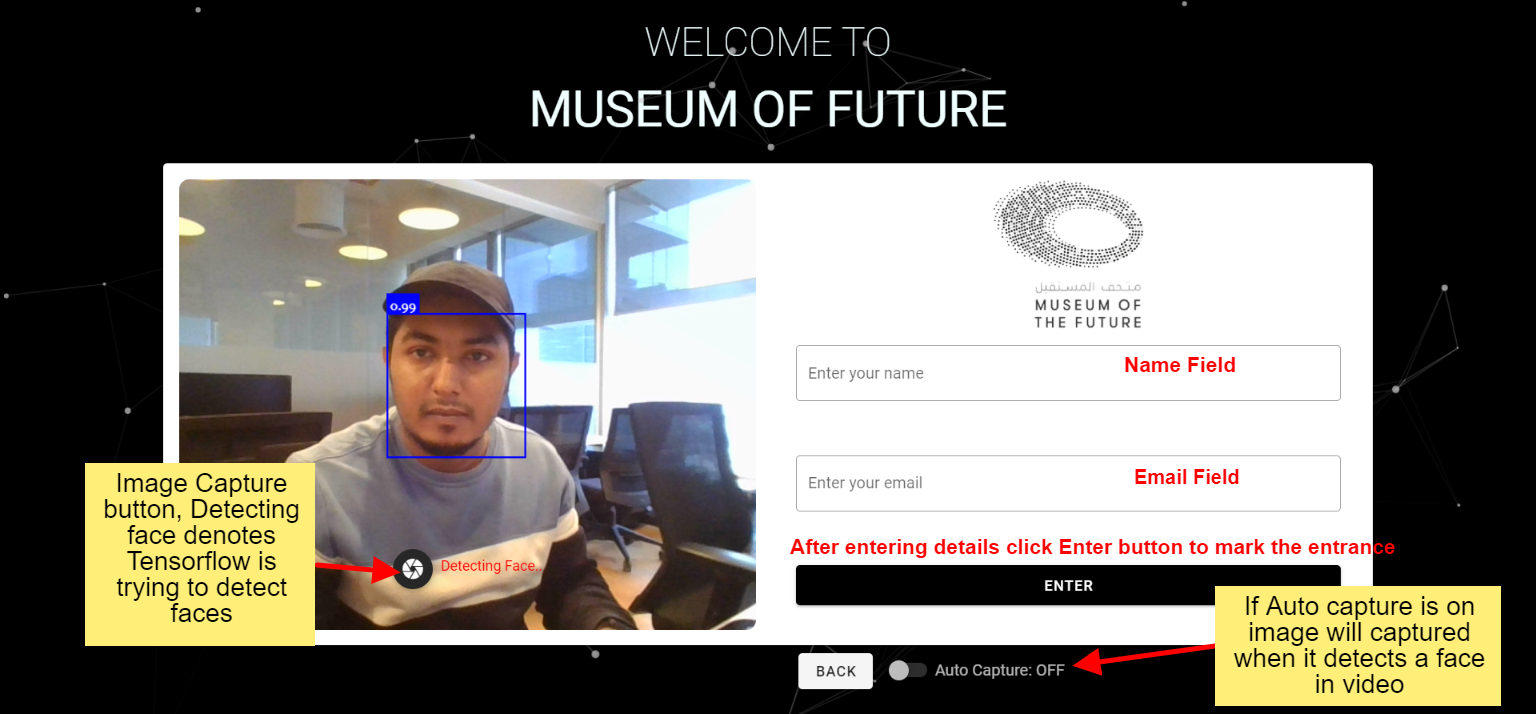 WELCOME TO
MUSEUM OF FUTURE
0.99
متحف المستقبل
MUSEUM OF
THE FUTURE
Enter your name
Name Field
Enter your email
Email Field
Image Capture
button, Detecting
face denotes
Tensorflow is
trying to detect
faces
Detecting Face..
After entering details click Enter button to mark the entrance
ENTER
If Auto capture is on
image will captured
when it detects a face
in video
BACK
Auto Capture: OFF